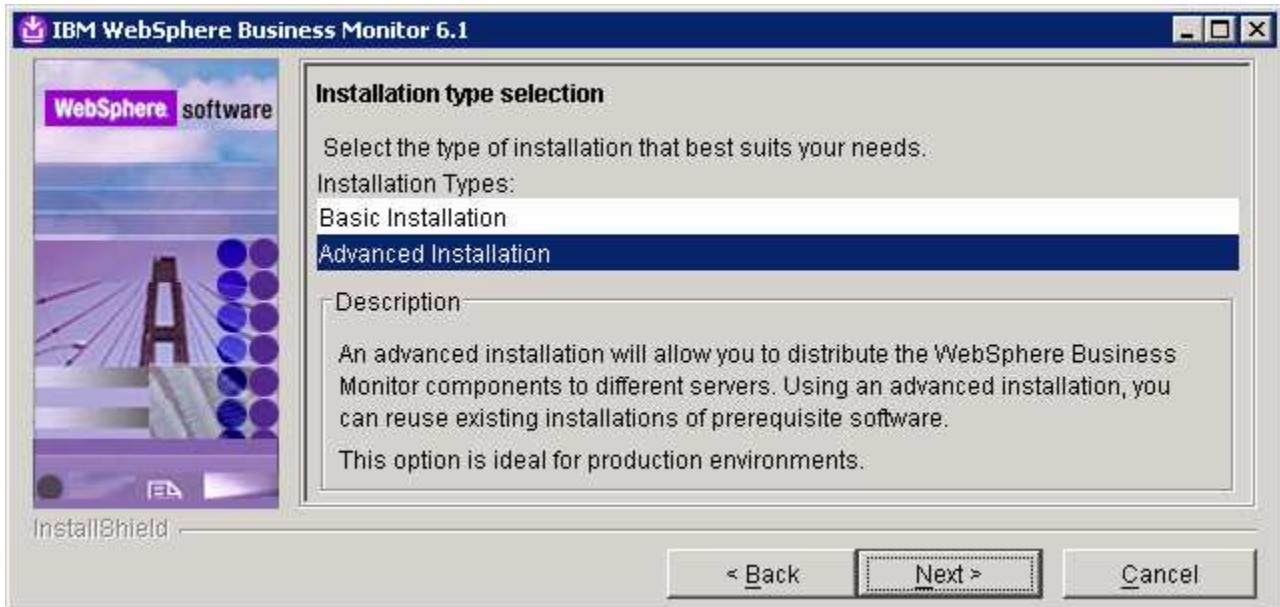 IBM WebSphere Business Monitor 6.1
WebSphere software
Installation type selection
Select the type of installation that best suits your needs.
Installation Types:
Basic Installation
Advanced Installation
Description
An advanced installation will allow you to distribute the WebSphere Business
Monitor components to different servers. Using an advanced installation, you
can reuse existing installations of prerequisite software.
This option is ideal for production environments.
InstallShield
< Back
Next >
Cancel